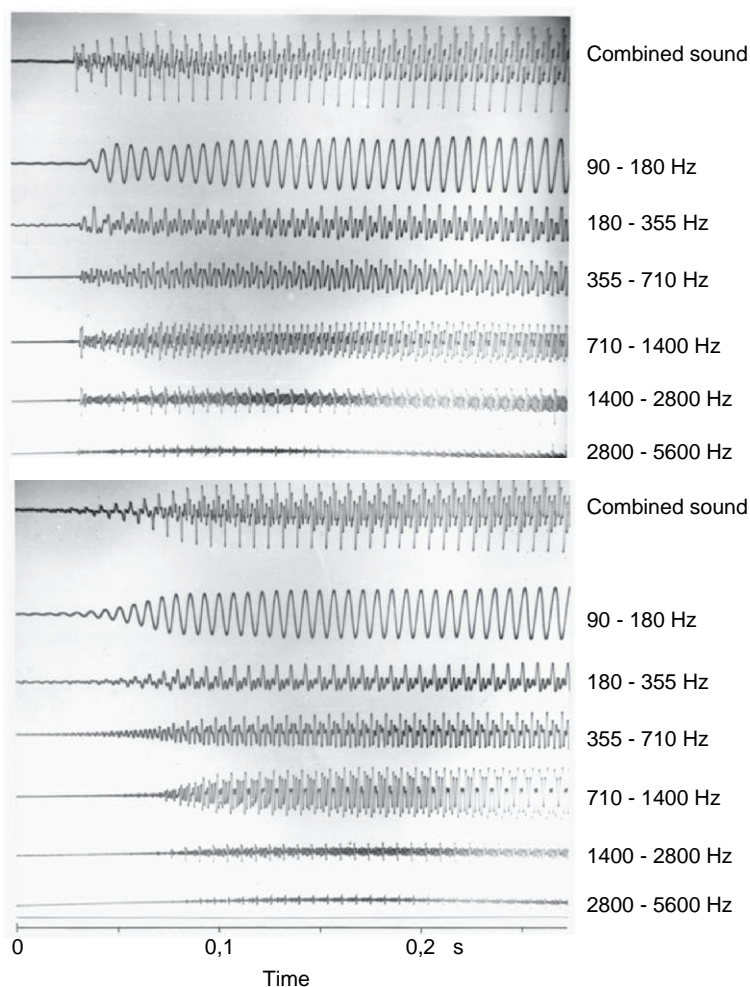 Combined sound
90 - 180 Hz
180 - 355 Hz
355 - 710 Hz
710 - 1400 Hz
1400 - 2800 Hz
2800 - 5600 Hz
Combined sound
90 - 180 Hz
180 - 355 Hz
355 - 710 Hz
710 - 1400 Hz
1400 - 2800 Hz
2800 - 5600 Hz
0 0,1 0,2 s
Time